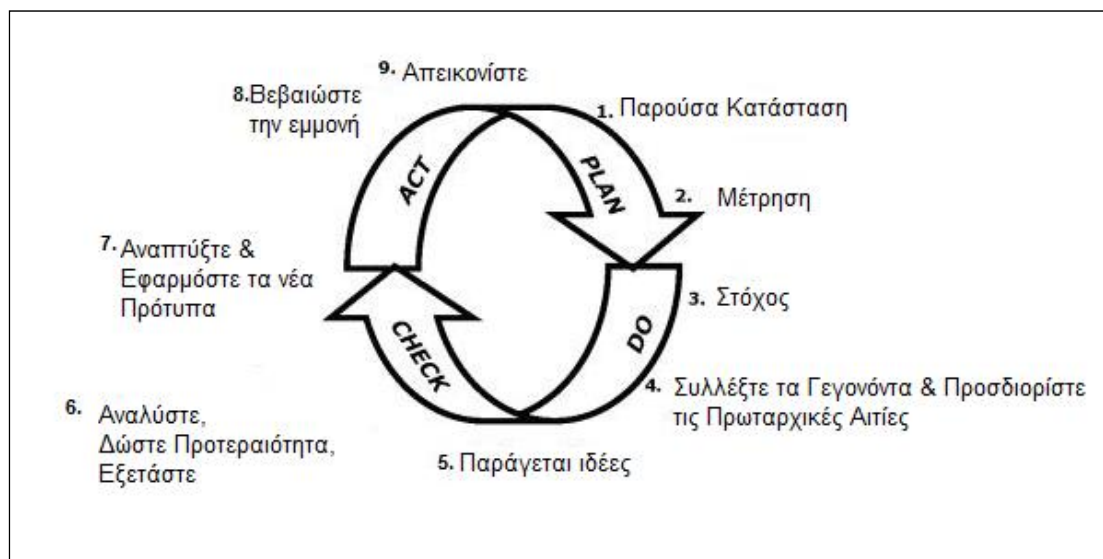 9. Απεικονίστε
8.Βεβαιώστε
την εμμονή
1. Παρούσα Κατάσταση
ACT
PLAN
2. Μέτρηση
7. Αναπτύξτε &
Εφαρμόστε τα νέα
Πρότυπα
3. Στόχος
CHECK
DO
4. Συλλέξτε τα Γεγονόντα & Προσδιορίστε
τις Πρωταρχικές Αιτίες
6. Αναλύστε,
Δώστε Προτεραιότητα,
Εξετάστε
5. Παράγεται ιδέες